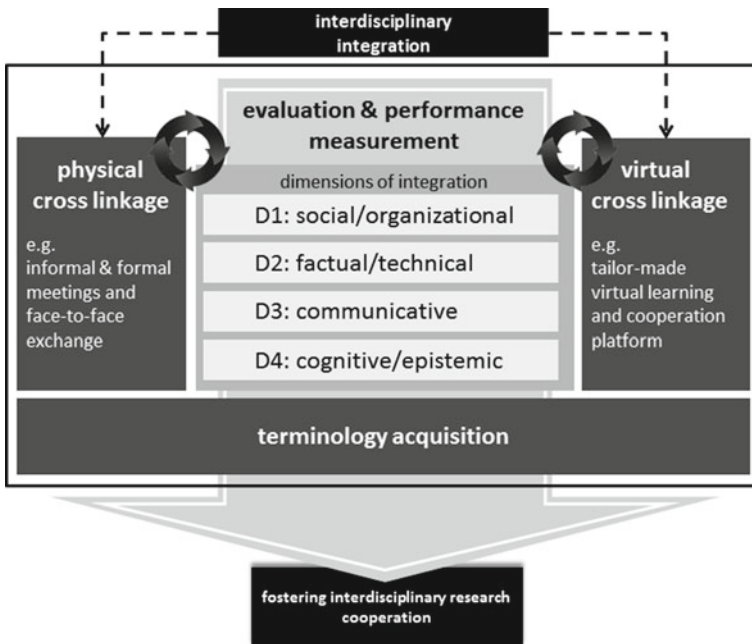 interdisciplinary
integration
evaluation & performance
measurement
physical
cross linkage
e.g.
informal & formal
meetings and
face-to-face
exchange
dimensions of integration
D1: social/organizational
D2: factual/technical
D3: communicative
D4: cognitive/epistemic
virtual
cross linkage
e.g.
tailor-made
virtual learning
and cooperation
platform
terminology acquisition
fostering interdisciplinary research
cooperation